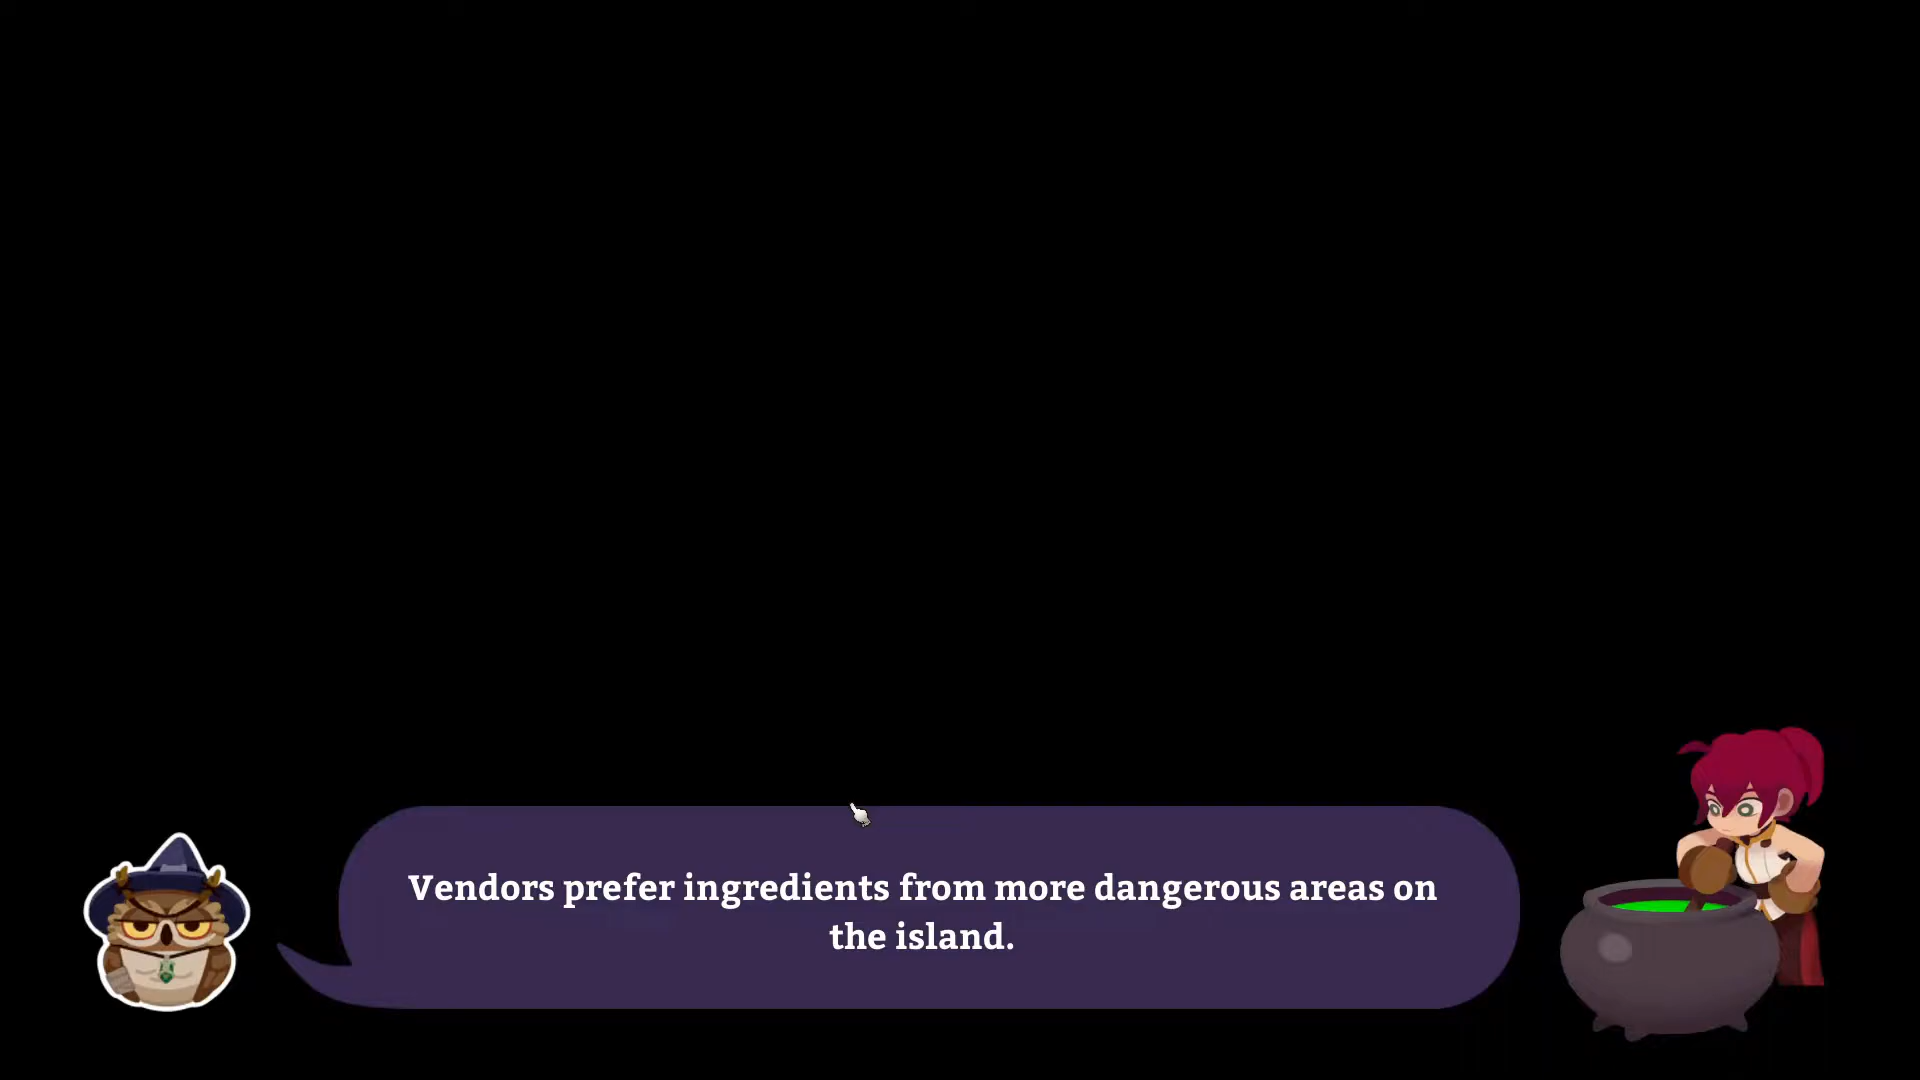 Vendors prefer ingredients from more dangerous areas on
the island.